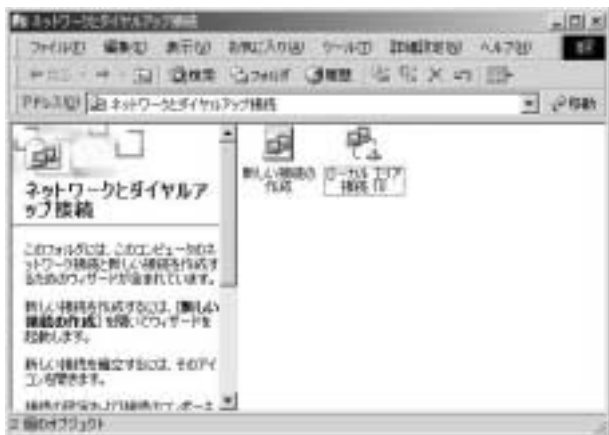 ネットワークとダイヤルアップ接続
ファイル(F) 編集(E) 表示(V) お気に入り(A) ツール(T) 詳細設定(N) ヘルプ(H)
検索 フォルダ 履歴
アドレス(D) ネットワークとダイヤルアップ接続 移動
ネットワークとダイヤルア
ップ接続
このフォルダには、このコンピュータのネ
ットワーク接続と新しい接続を作成す
るためのウィザードが含まれています。
新しい接続を作成するには、[新しい
接続の作成] を開いてウィザードを
起動します。
新しい接続を確立するには、そのアイ
コンを開きます。
新しい接続の
作成
ローカル エリア
接続
2 個のオブジェクト